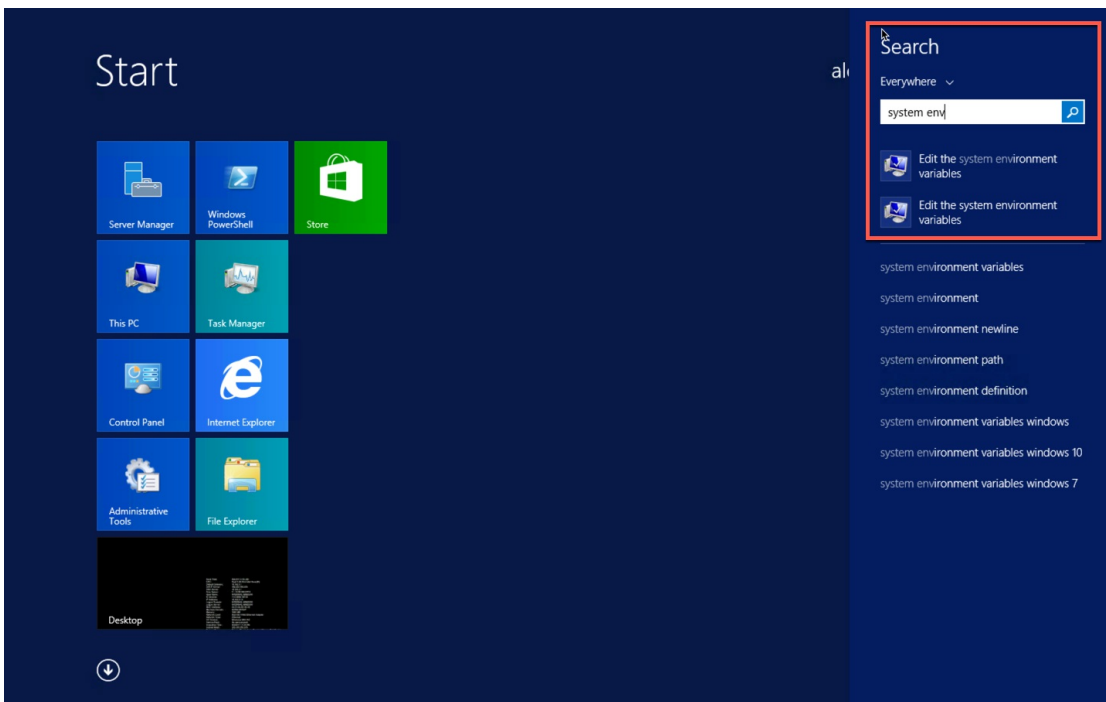 Start
ale
Server Manager
Windows
PowerShell
Store
This PC
Task Manager
Control Panel
Internet Explorer
Administrative
Tools
File Explorer
Desktop
Search
Everywhere
system env
Edit the system environment
variables
Edit the system environment
variables
system environment variables
system environment
system environment newline
system environment path
system environment definition
system environment variables windows
system environment variables windows 10
system environment variables windows 7